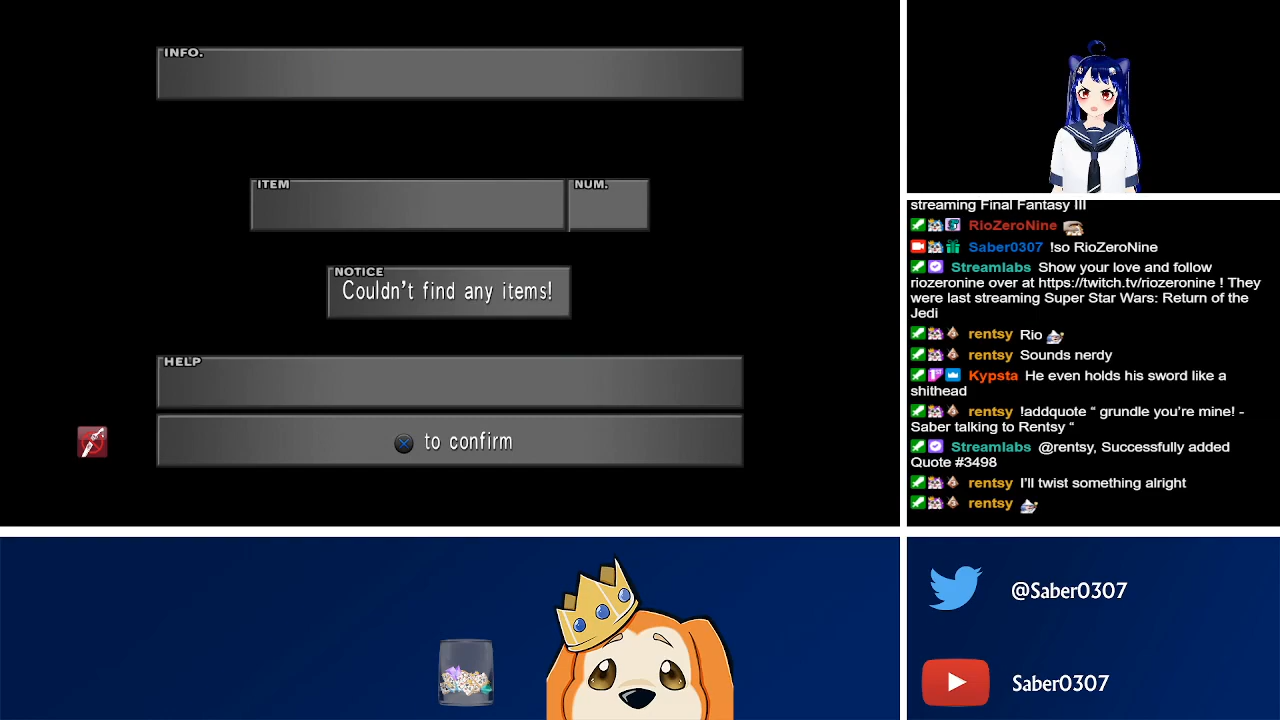 INFO.
ITEM
NUM.
NOTICE
Couldn't find any items!
HELP
to confirm
streaming Final Fantasy III
RioZeroNine
Saber0307 !so RioZeroNine
Streamlabs Show your love and follow
riozeronine over at https://twitch.tv/riozeronine ! They
were last streaming Super Star Wars: Return of the
Jedi
rentsy Rio
rentsy Sounds nerdy
Kypsta He even holds his sword like a
shithead
rentsy !addquote “ grundle you’re mine! -
Saber talking to Rentsy “
Streamlabs @rentsy, Successfully added
Quote #3498
rentsy I’ll twist something alright
rentsy
@Saber0307
Saber0307